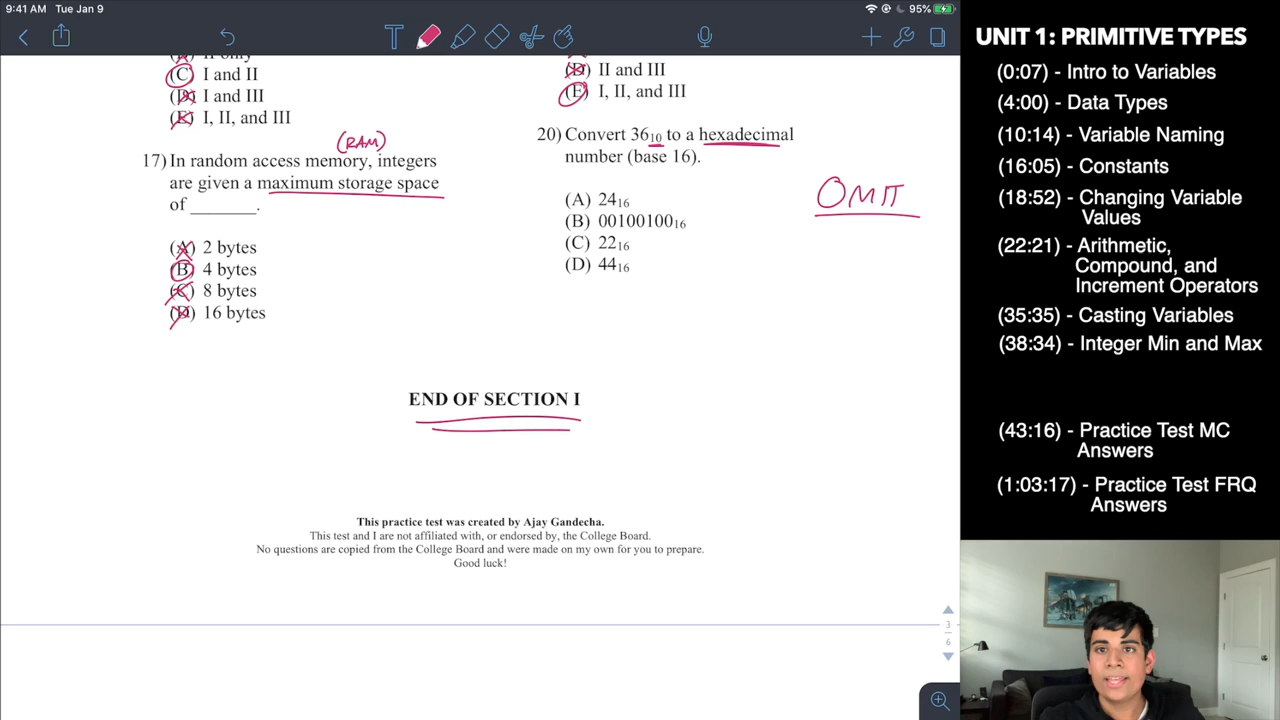 9:41 AM Tue Jan 9
95%
(C) I and II
(D) I and III
(E) I, II, and III
(RAM)
17) In random access memory, integers
are given a maximum storage space
of _______.
(A) 2 bytes
(B) 4 bytes
(C) 8 bytes
(D) 16 bytes
(D) II and III
(E) I, II, and III
20) Convert 36₁₀ to a hexadecimal
number (base 16).
OMIT
(A) 24₁₆
(B) 00100100₁₆
(C) 22₁₆
(D) 44₁₆
END OF SECTION I
This practice test was created by Ajay Gandecha.
This test and I are not affiliated with, or endorsed by, the College Board.
No questions are copied from the College Board and were made on my own for you to prepare.
Good luck!
3
6
UNIT 1: PRIMITIVE TYPES
(0:07) - Intro to Variables
(4:00) - Data Types
(10:14) - Variable Naming
(16:05) - Constants
(18:52) - Changing Variable
Values
(22:21) - Arithmetic,
Compound, and
Increment Operators
(35:35) - Casting Variables
(38:34) - Integer Min and Max
(43:16) - Practice Test MC
Answers
(1:03:17) - Practice Test FRQ
Answers